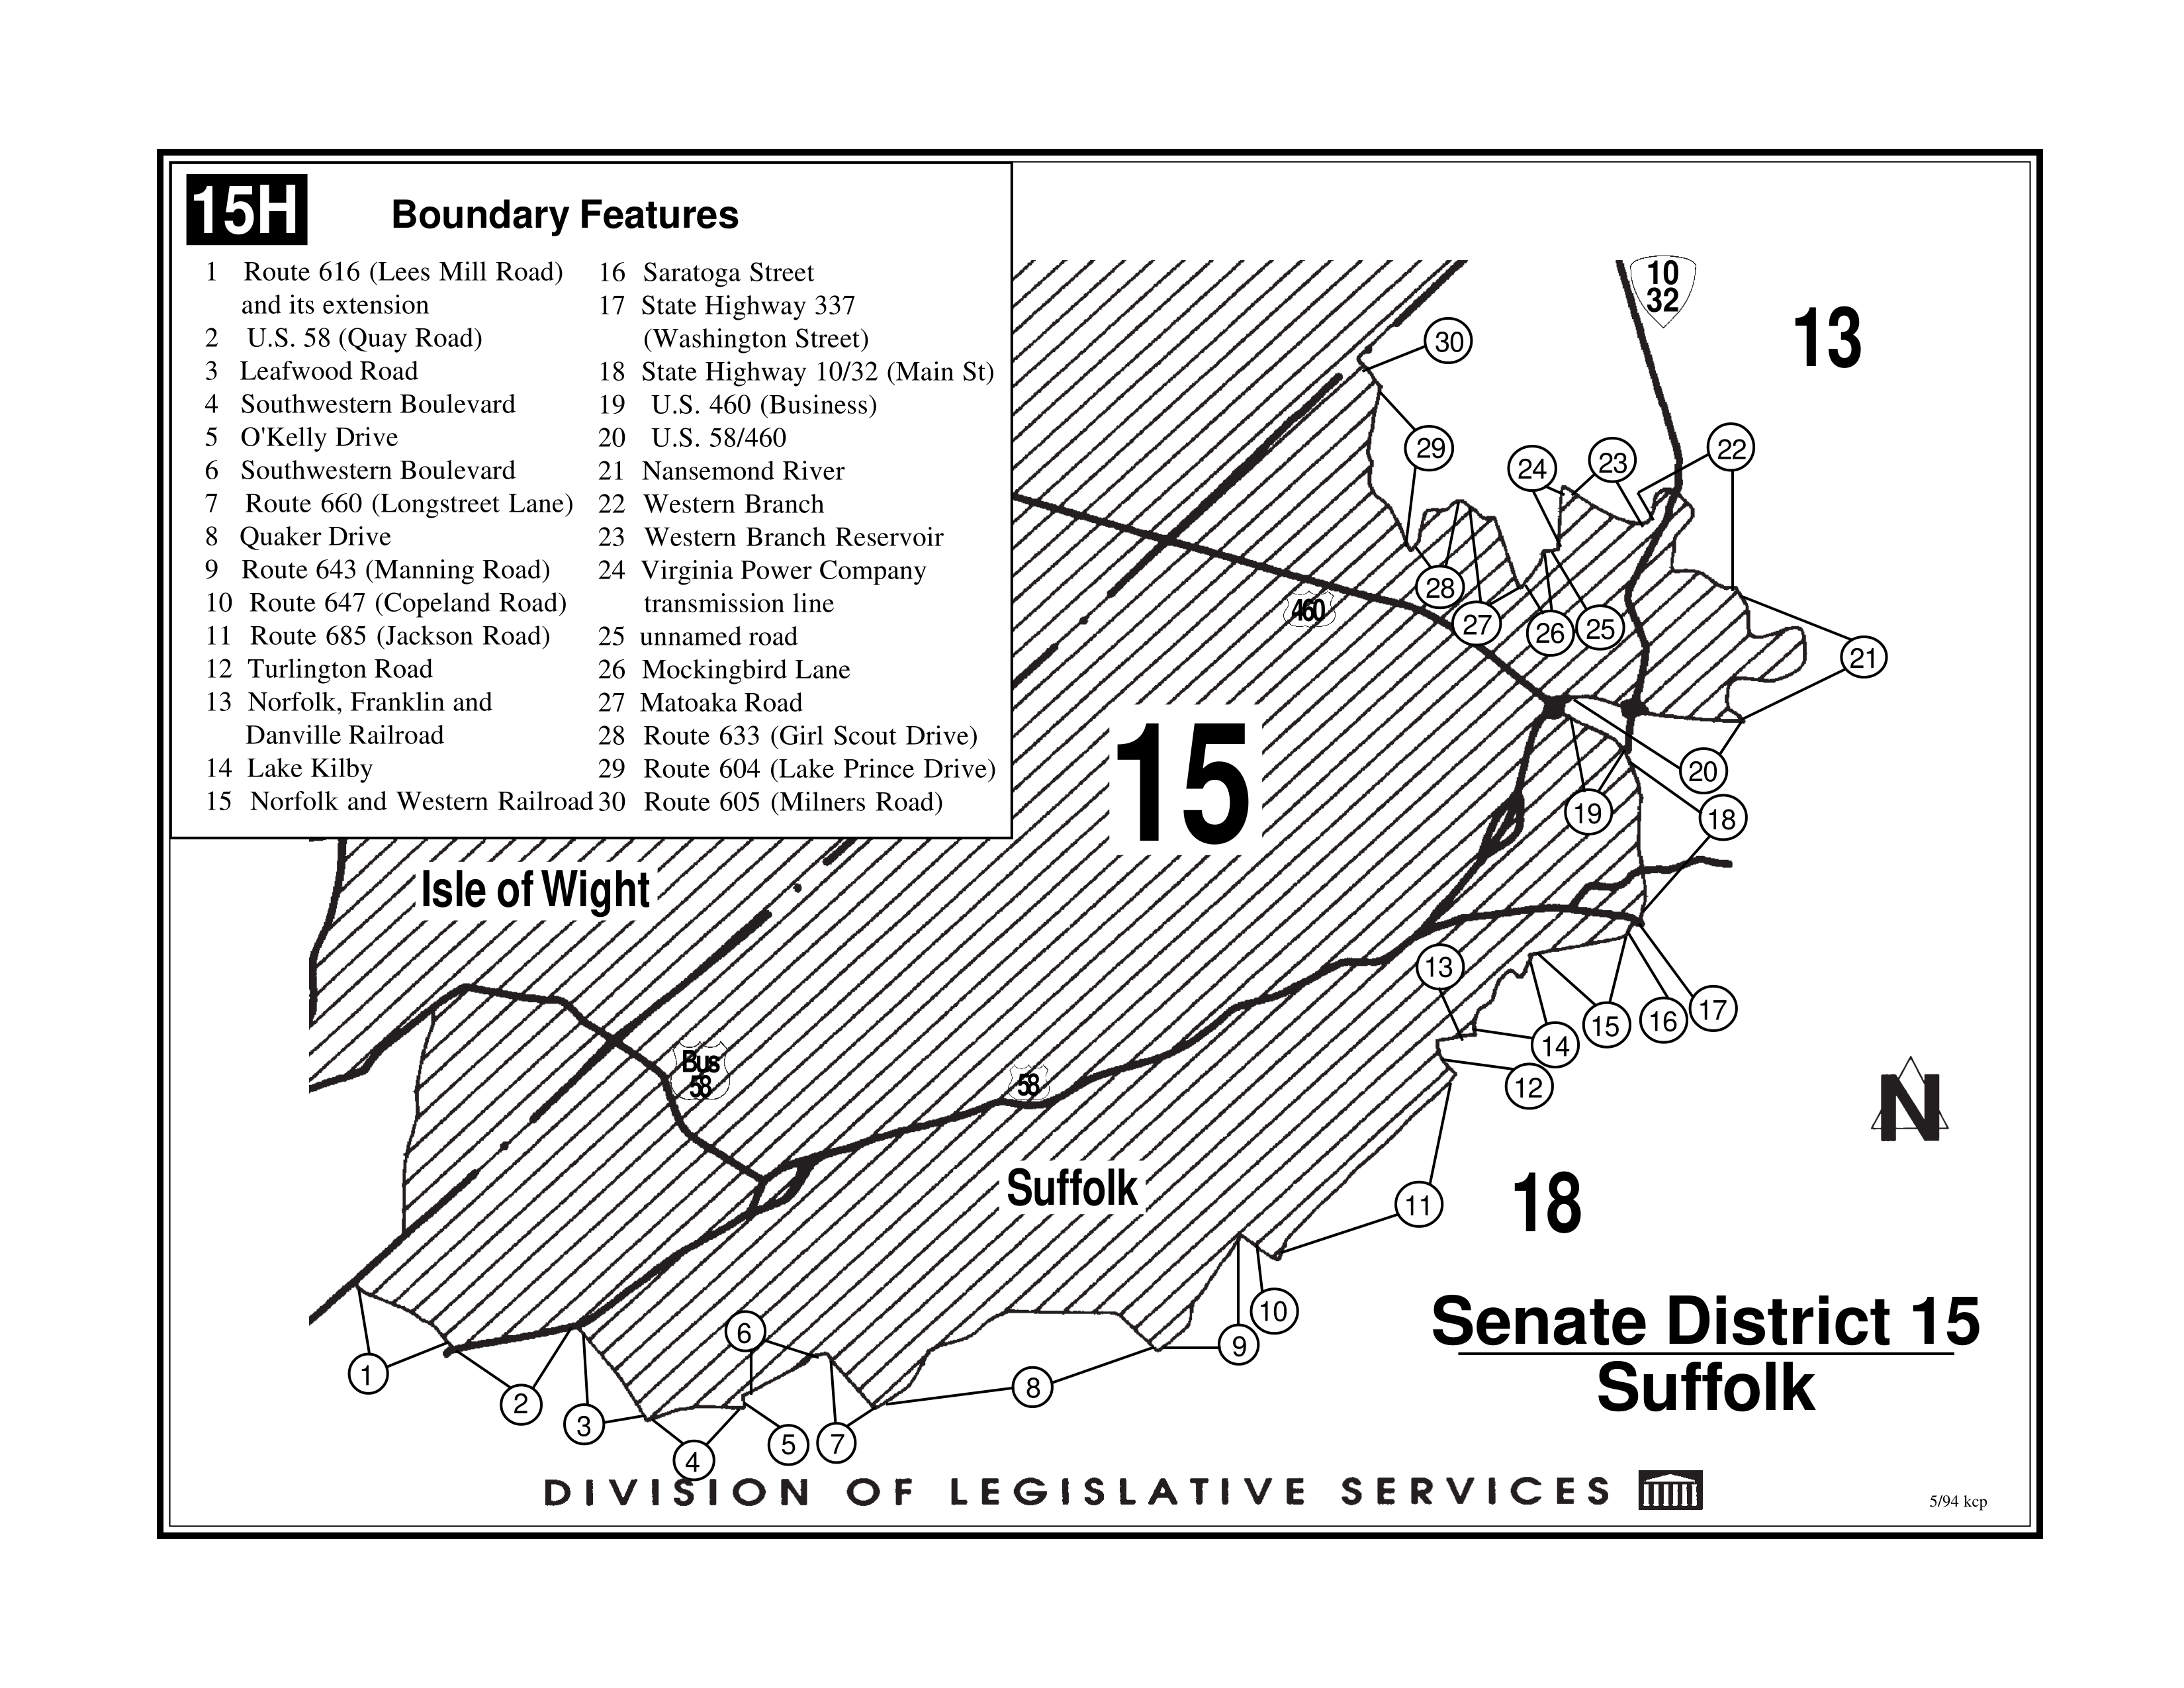 15H Boundary Features
1 Route 616 (Lees Mill Road)
and its extension
2 U.S. 58 (Quay Road)
3 Leafwood Road
4 Southwestern Boulevard
5 O'Kelly Drive
6 Southwestern Boulevard
7 Route 660 (Longstreet Lane)
8 Quaker Drive
9 Route 643 (Manning Road)
10 Route 647 (Copeland Road)
11 Route 685 (Jackson Road)
12 Turlington Road
13 Norfolk, Franklin and
Danville Railroad
14 Lake Kilby
15 Norfolk and Western Railroad
16 Saratoga Street
17 State Highway 337
(Washington Street)
18 State Highway 10/32 (Main St)
19 U.S. 460 (Business)
20 U.S. 58/460
21 Nansemond River
22 Western Branch
23 Western Branch Reservoir
24 Virginia Power Company
transmission line
25 unnamed road
26 Mockingbird Lane
27 Matoaka Road
28 Route 633 (Girl Scout Drive)
29 Route 604 (Lake Prince Drive)
30 Route 605 (Milners Road)
10
32
13
30
29
24
23
22
28
27
26
25
460
21
15
20
19
18
Isle of Wight
13
15
16
17
14
12
Bus
58
58
N
Suffolk
11
18
10
9
6
8
1
2
3
4
5
7
Senate District 15
Suffolk
DIVISION OF LEGISLATIVE SERVICES
5/94 kcp